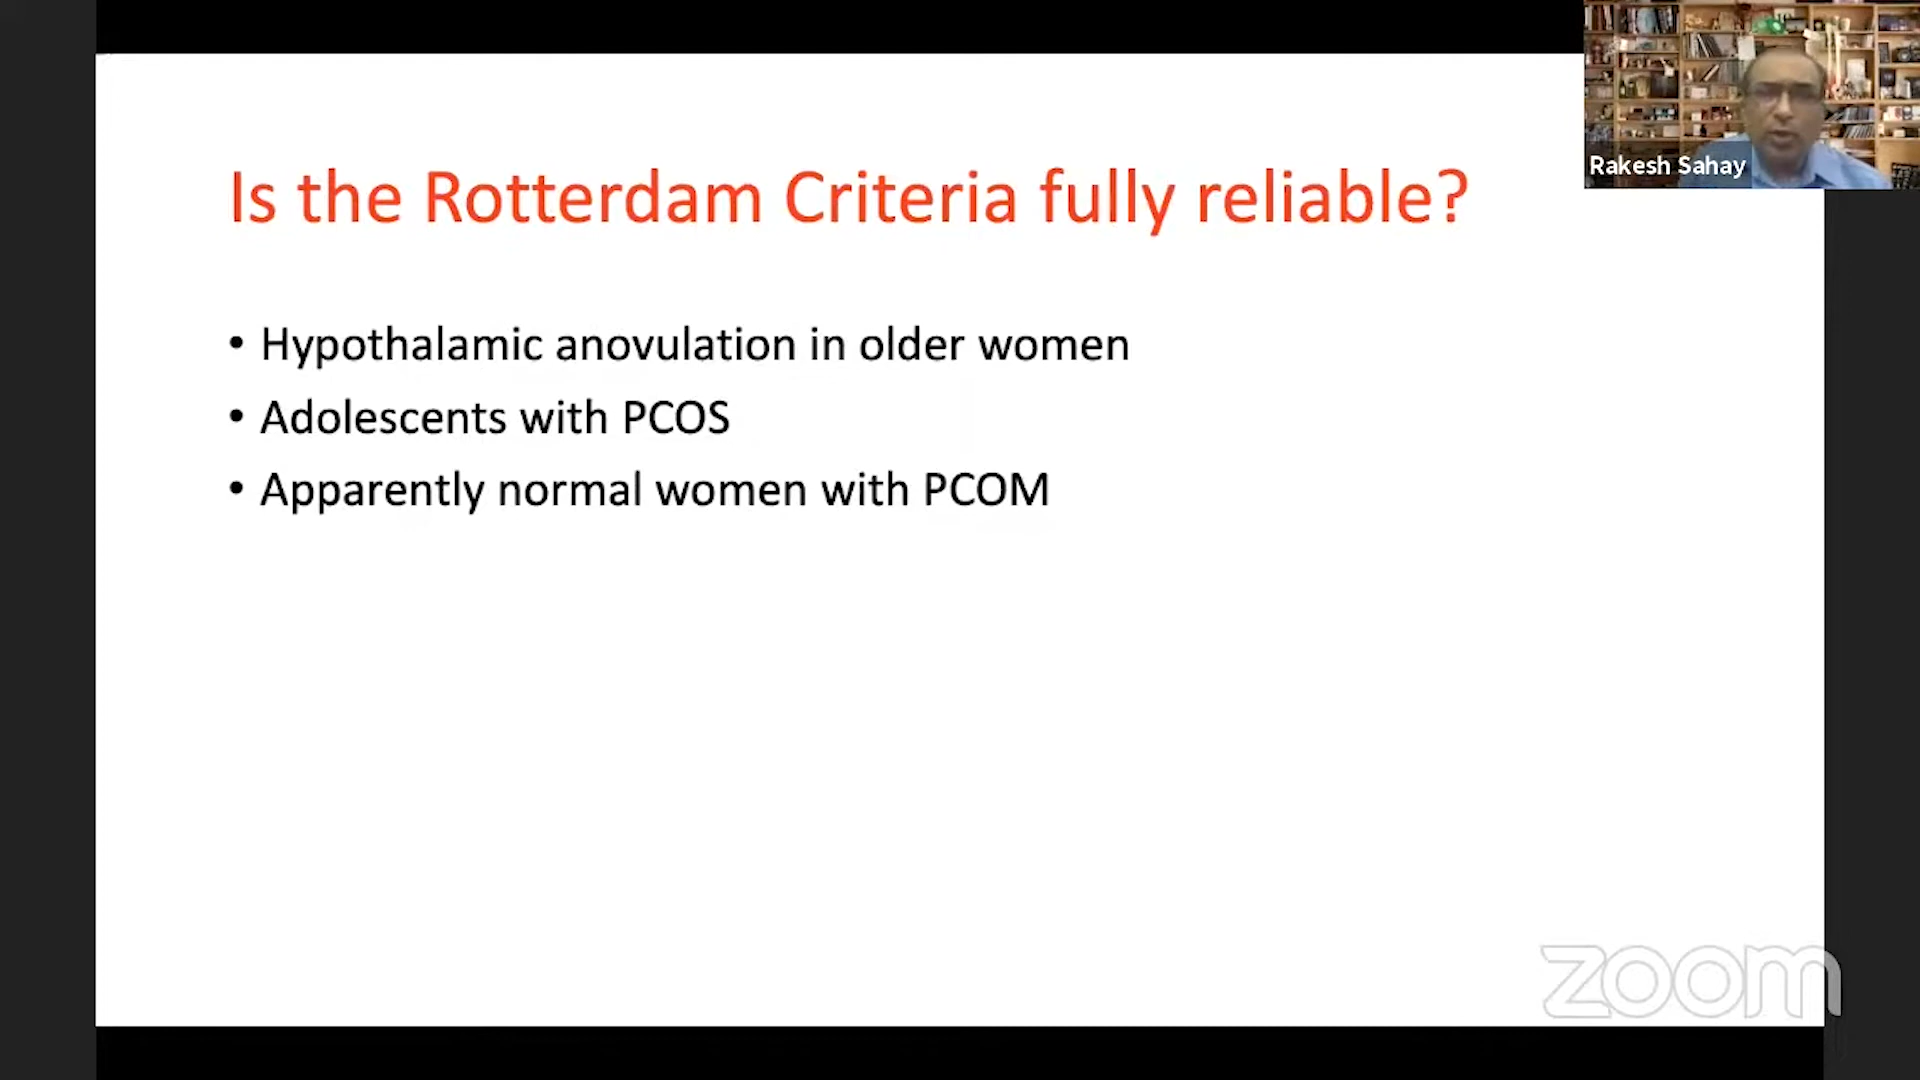 Is the Rotterdam Criteria fully reliable?
• Hypothalamic anovulation in older women
• Adolescents with PCOS
• Apparently normal women with PCOM
Rakesh Sahay
zoom